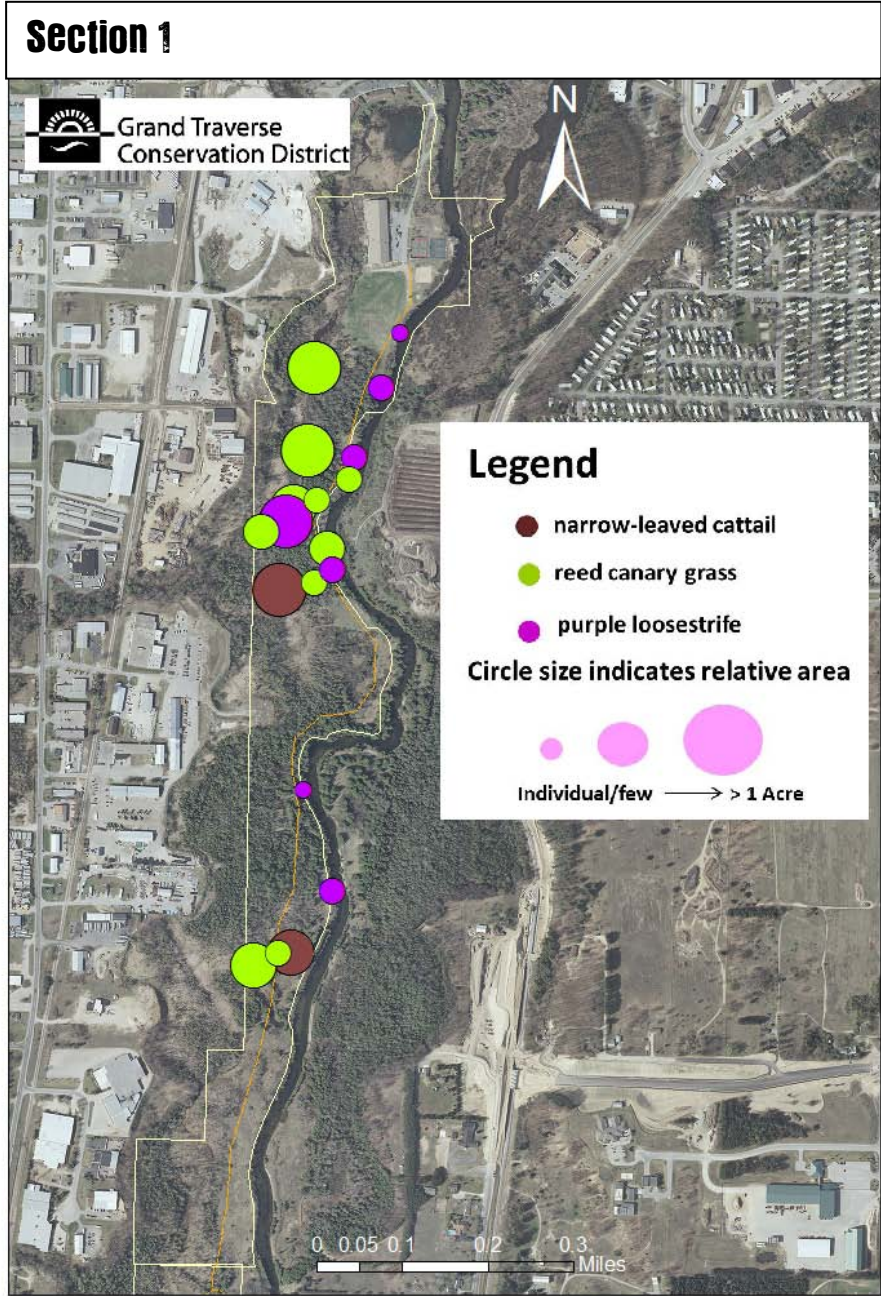 Section 1
Grand Traverse
Conservation District
N
Legend
narrow-leaved cattail
reed canary grass
purple loosestrife
Circle size indicates relative area
Individual/few → > 1 Acre
0 0.05 0.1 0.2 0.3
Miles